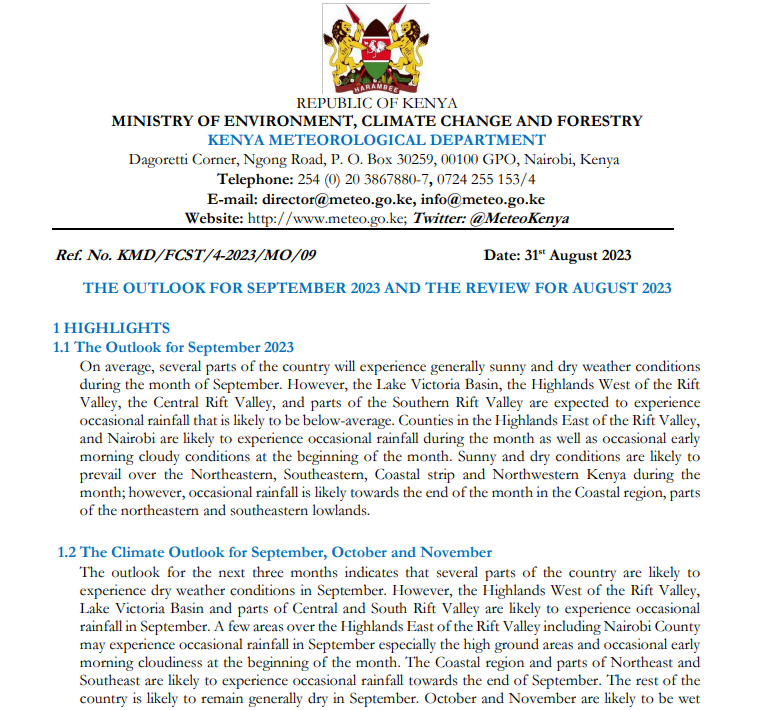 HARAMBEE
REPUBLIC OF KENYA
MINISTRY OF ENVIRONMENT, CLIMATE CHANGE AND FORESTRY
KENYA METEOROLOGICAL DEPARTMENT
Dagoretti Corner, Ngong Road, P. O. Box 30259, 00100 GPO, Nairobi, Kenya
Telephone: 254 (0) 20 3867880-7, 0724 255 153/4
E-mail: director@meteo.go.ke, info@meteo.go.ke
Website: http://www.meteo.go.ke; Twitter: @MeteoKenya
Ref. No. KMD/FCST/4-2023/MO/09 Date: 31st August 2023
THE OUTLOOK FOR SEPTEMBER 2023 AND THE REVIEW FOR AUGUST 2023
1 HIGHLIGHTS
1.1 The Outlook for September 2023
On average, several parts of the country will experience generally sunny and dry weather conditions
during the month of September. However, the Lake Victoria Basin, the Highlands West of the Rift
Valley, the Central Rift Valley, and parts of the Southern Rift Valley are expected to experience
occasional rainfall that is likely to be below-average. Counties in the Highlands East of the Rift Valley,
and Nairobi are likely to experience occasional rainfall during the month as well as occasional early
morning cloudy conditions at the beginning of the month. Sunny and dry conditions are likely to
prevail over the Northeastern, Southeastern, Coastal strip and Northwestern Kenya during the
month; however, occasional rainfall is likely towards the end of the month in the Coastal region, parts
of the northeastern and southeastern lowlands.
1.2 The Climate Outlook for September, October and November
The outlook for the next three months indicates that several parts of the country are likely to
experience dry weather conditions in September. However, the Highlands West of the Rift Valley,
Lake Victoria Basin and parts of Central and South Rift Valley are likely to experience occasional
rainfall in September. A few areas over the Highlands East of the Rift Valley including Nairobi County
may experience occasional rainfall in September especially the high ground areas and occasional early
morning cloudiness at the beginning of the month. The Coastal region and parts of Northeast and
Southeast are likely to experience occasional rainfall towards the end of September. The rest of the
country is likely to remain generally dry in September. October and November are likely to be wet